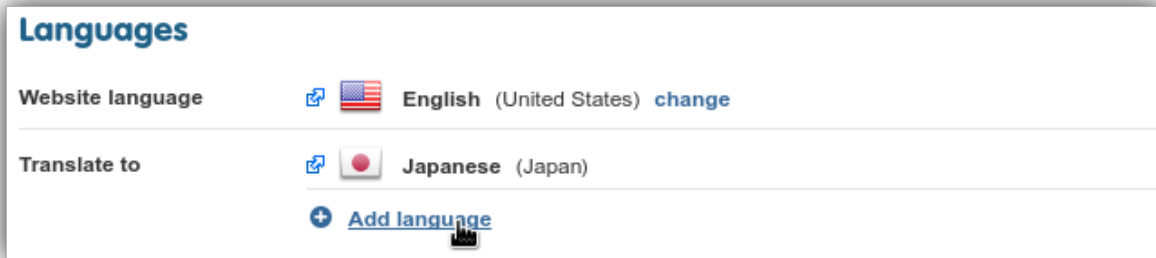 Languages
Website language English (United States) change
Translate to Japanese (Japan)
Add language